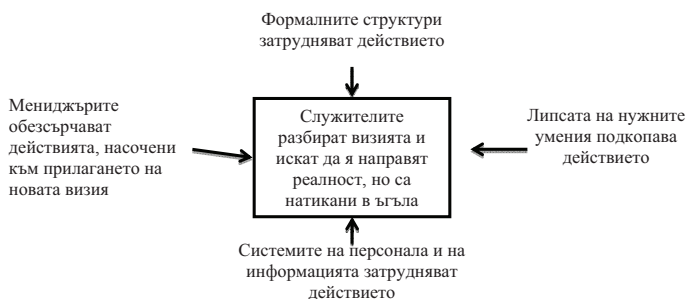 Формалните структури
затрудняват действието
Мениджърите
обезсърчават
действията, насочени
към прилагането на
новата визия
Служителите
разбират визията и
искат да я направят
реалност, но са
натикани в ъгъла
Липсата на нужните
умения подкопава
действието
Системите на персонала и на
информацията затрудняват
действието